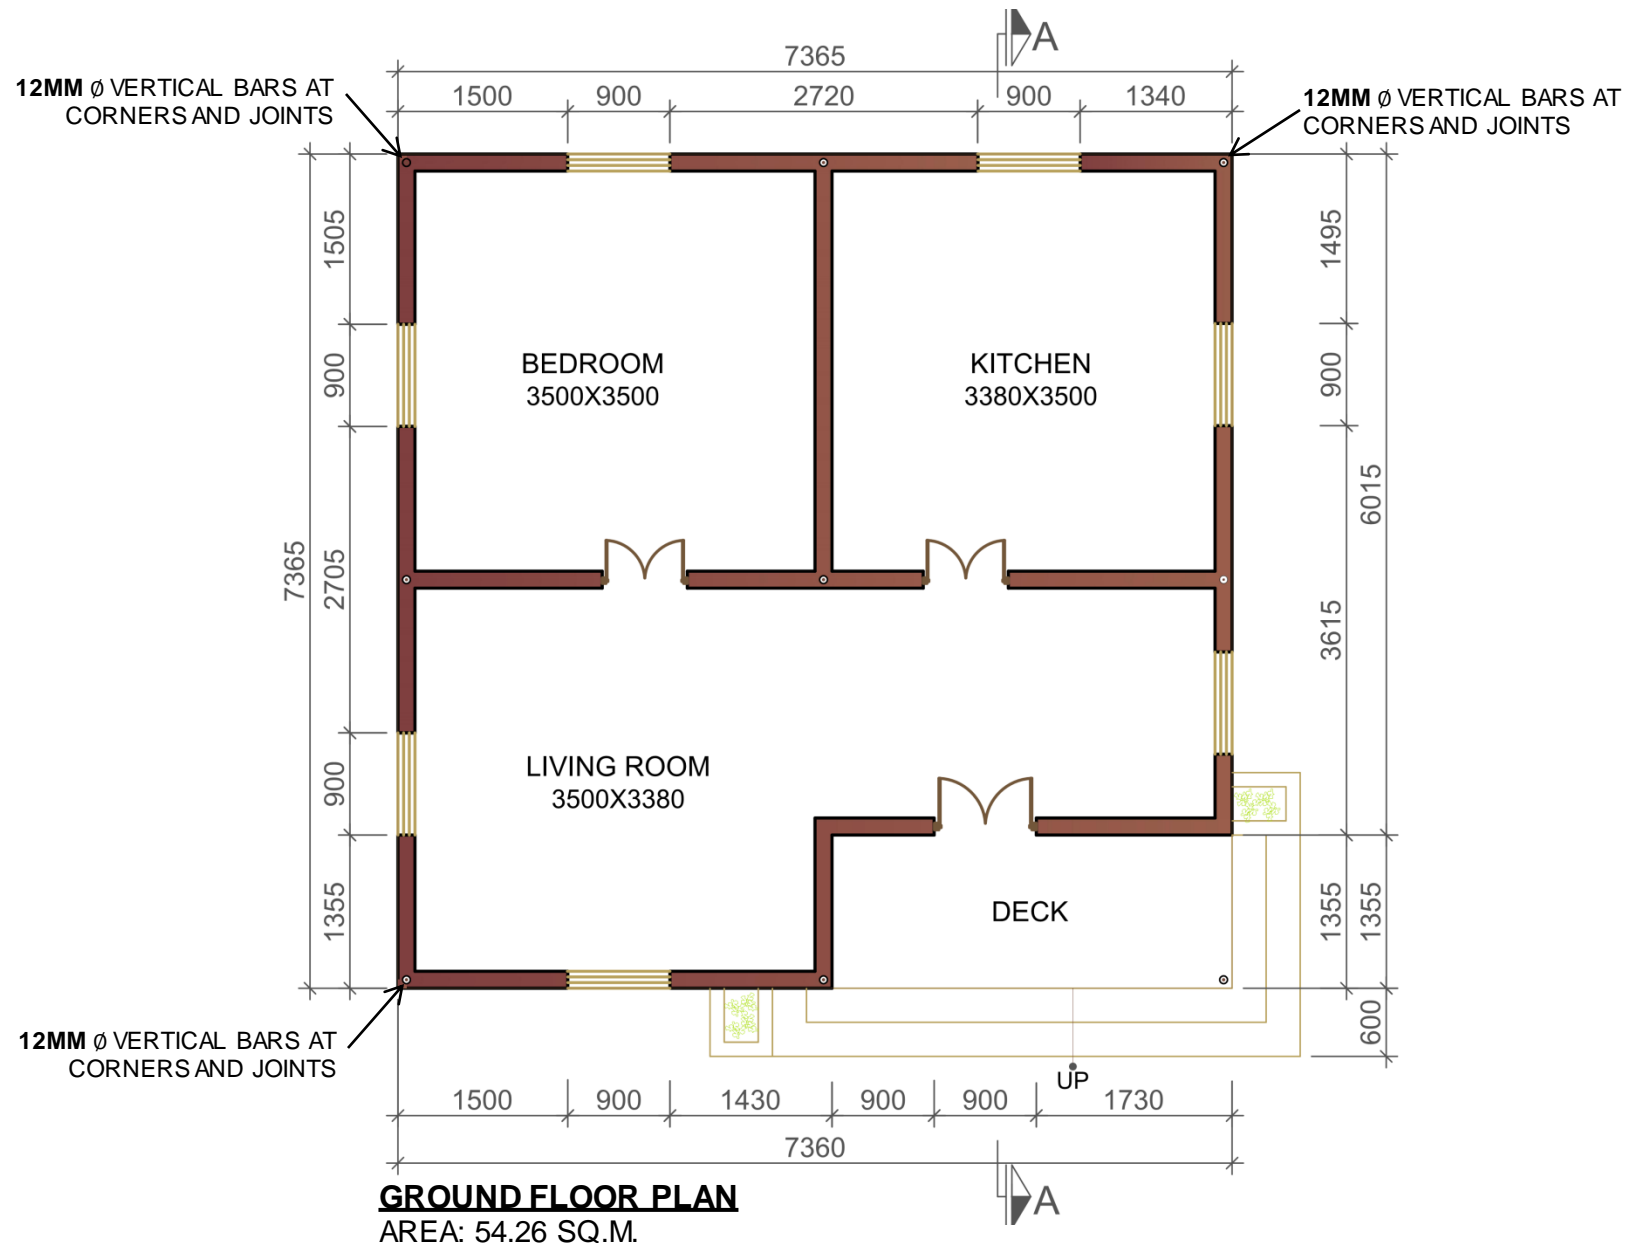 A
7365
12MM Ø VERTICAL BARS AT
CORNERS AND JOINTS
1500
900
2720
900
1340
12MM Ø VERTICAL BARS AT
CORNERS AND JOINTS
1505
900
2705
900
1355
7365
BEDROOM
3500X3500
KITCHEN
3380X3500
1495
900
3615
1355
6015
1355
600
LIVING ROOM
3500X3380
DECK
12MM Ø VERTICAL BARS AT
CORNERS AND JOINTS
UP
1500
900
1430
900
900
1730
7360
A
GROUND FLOOR PLAN
AREA: 54.26 SQ.M.